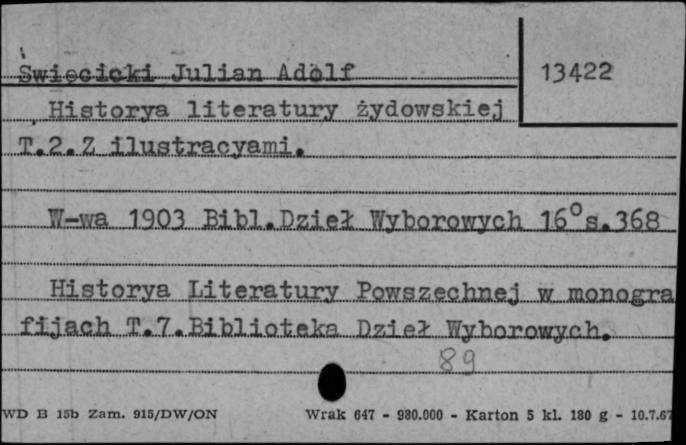 Święcicki Julian Adolf
13422
Historya literatury żydowskiej
T.2.Z ilustracyami.
W-wa 1903 Bibl.Dzieł Wyborowych 16° s.368
Historya Literatury Powszechnej w monogra
fijach T.7.Biblioteka Dzieł Wyborowych.
89
WD B 15b Zam. 915/DW/ON Wrak 647 - 980.000 - Karton 5 kl. 180 g - 10.7.67